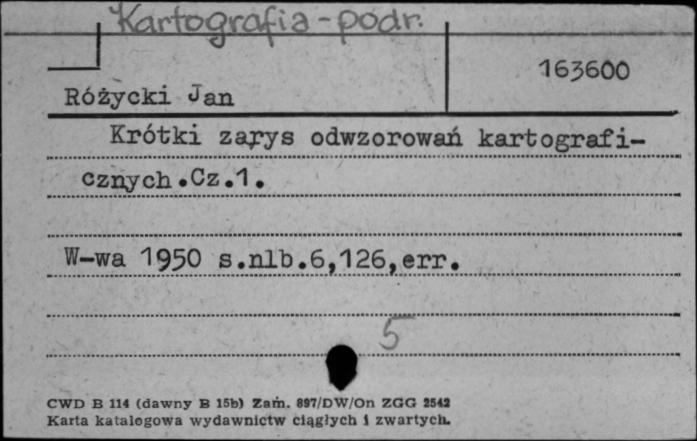 Kartografia - podr.
163600
Różycki Jan
Krótki zarys odwzorowań kartografi-
cznych.Cz.1.
W-wa 1950 s.nlb.6,126,err.
5
CWD B 114 (dawny B 15b) Zam. 897/DW/On ZGG 2542
Karta katalogowa wydawnictw ciągłych i zwartych.